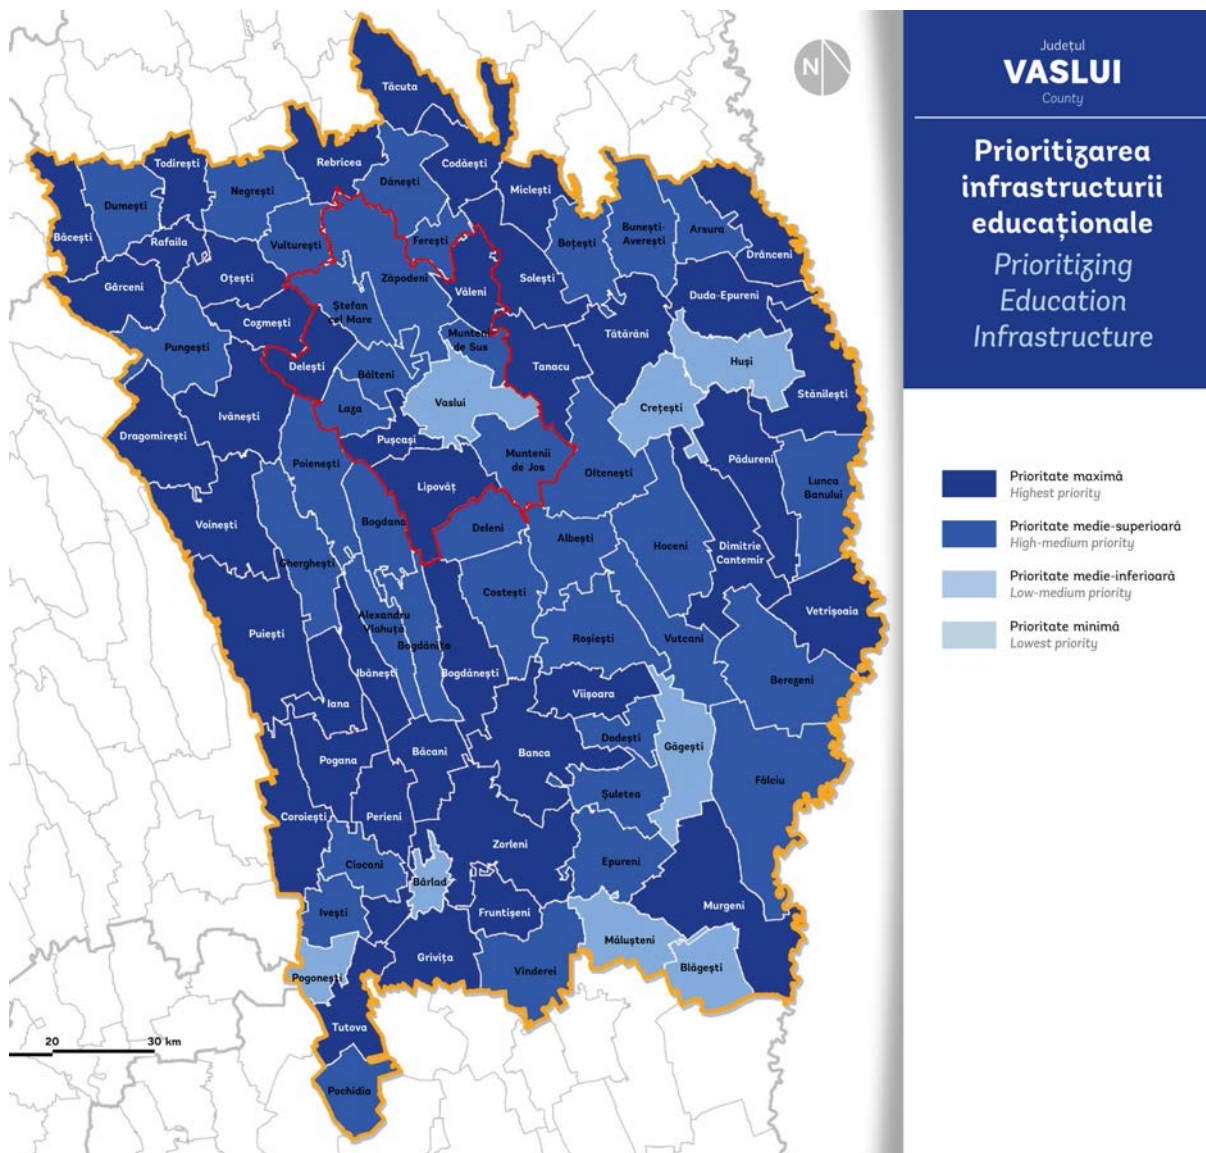 Județul
VASLUI
County
Prioritizarea
infrastructurii
educaționale
Prioritizing
Education
Infrastructure
Prioritate maximă
Highest priority
Prioritate medie-superioară
High-medium priority
Prioritate medie-inferioară
Low-medium priority
Prioritate minimă
Lowest priority
N
Tăcuta
Todirești
Rebricea
Codăești
Dănești
Miclești
Negrești
Dumești
Bunești-
Averești
Arsura
Băcești
Rafaila
Vulturești
Ferești
Boțești
Drânceni
Gârceni
Oțești
Zăpodeni
Solești
Văleni
Duda-Epureni
Ștefan
cel Mare
Cozmești
Tătărâni
Pungești
Muntenii
de Sus
Delești
Tanacu
Huși
Bălteni
Stănilești
Vaslui
Crețești
Laza
Ivănești
Dragomirești
Pușcași
Muntenii
de Jos
Pădureni
Poienești
Oltenești
Lunca
Banului
Lipovăț
Voinești
Bogdana
Deleni
Albești
Hoceni
Dimitrie
Cantemir
Gherghești
Costești
Vetrișoaia
Alexandru
Vlahuță
Puiești
Roșiești
Vutcani
Bogdănița
Ibănești
Bogdănești
Berezeni
Viișoara
Iana
Dodești
Găgești
Băcani
Banca
Pogana
Fălciu
Șuletea
Coroiești
Perieni
Zorleni
Ciocani
Epureni
Bârlad
Murgeni
Ivești
Fruntișeni
Mălușteni
Grivița
Blăgești
Vinderei
Pogonești
Tutova
20
30 km
Pochidia